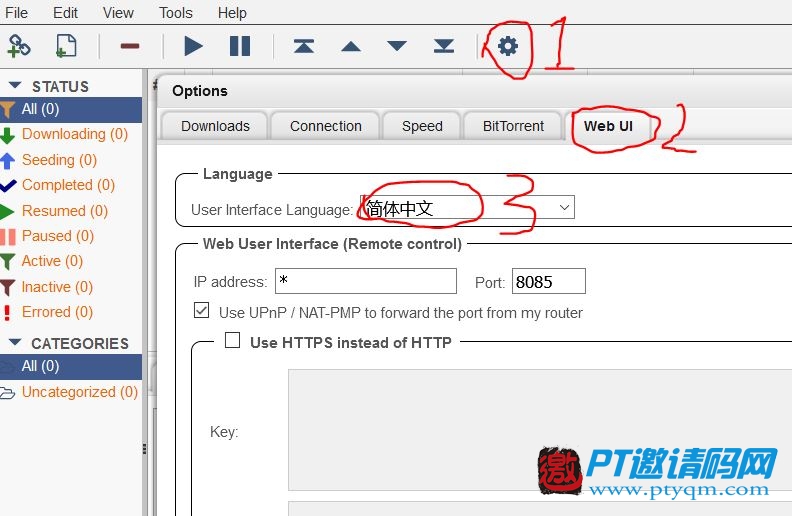 File Edit View Tools Help
1
Options
Downloads Connection Speed BitTorrent Web UI 2
STATUS
All (0)
Downloading (0)
Seeding (0)
Completed (0)
Resumed (0)
Paused (0)
Active (0)
Inactive (0)
Errored (0)
CATEGORIES
All (0)
Uncategorized (0)
Language
User Interface Language: 简体中文 3
Web User Interface (Remote control)
IP address: * Port: 8085
Use UPnP / NAT-PMP to forward the port from my router
Use HTTPS instead of HTTP
Key:
邀 PT邀请码网
www.ptyqm.com